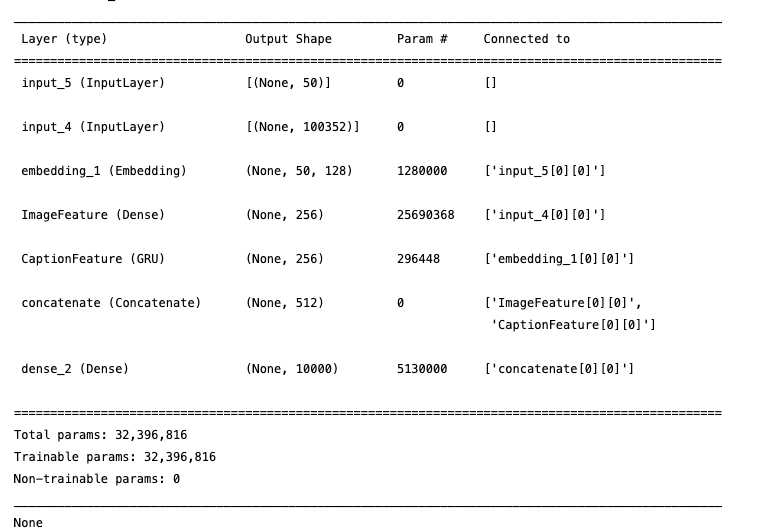 Layer (type) Output Shape Param # Connected to
input_5 (InputLayer) [(None, 50)] 0 []
input_4 (InputLayer) [(None, 100352)] 0 []
embedding_1 (Embedding) (None, 50, 128) 1280000 ['input_5[0][0]']
ImageFeature (Dense) (None, 256) 25690368 ['input_4[0][0]']
CaptionFeature (GRU) (None, 256) 296448 ['embedding_1[0][0]']
concatenate (Concatenate) (None, 512) 0 ['ImageFeature[0][0]',
'CaptionFeature[0][0]']
dense_2 (Dense) (None, 10000) 5130000 ['concatenate[0][0]']
Total params: 32,396,816
Trainable params: 32,396,816
Non-trainable params: 0
None